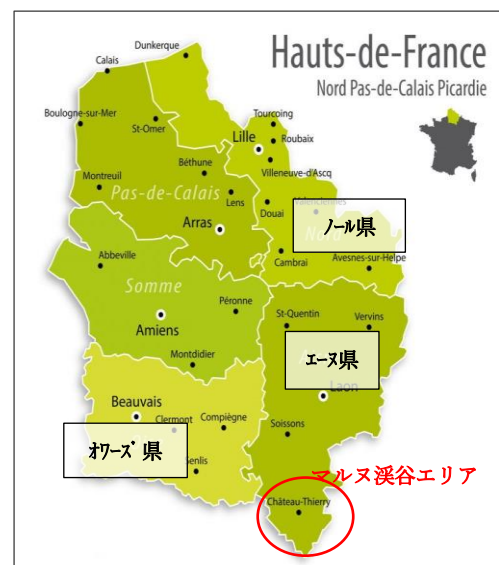 Hauts-de-France
Nord Pas-de-Calais Picardie
Dunkerque
Calais
Boulogne-sur-Mer
St-Omer
Tourcoing
Lille
Roubaix
Villeneuve-d'Ascq
Béthune
Montreuil
Pas-de-Calais
Lens
Douai
Valenciennes
Arras
ノール県
Nord
Cambrai
Avesnes-sur-Helpe
Abbeville
Somme
Péronne
Amiens
St-Quentin
Vervins
エーヌ県
Montdidier
Laon
Beauvais
Clermont
Compiègne
オワーズ県
Soissons
Senlis
マルヌ渓谷エリア
Château-Thierry